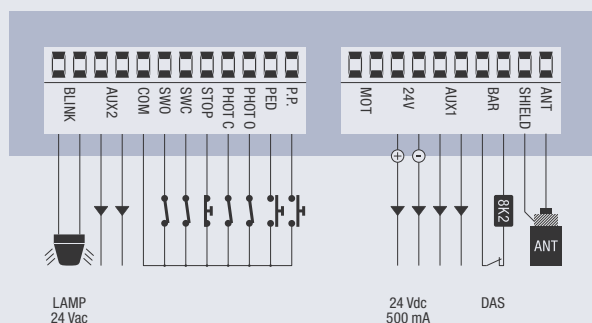 BLINK
AUX2
COM
SWO
SWC
STOP
PHOT C
PHOT O
PED
P.P.
MOT
24V
AUX1
BAR
SHIELD
ANT
+
-
8K2
ANT
LAMP
24 Vac
24 Vdc
500 mA
DAS